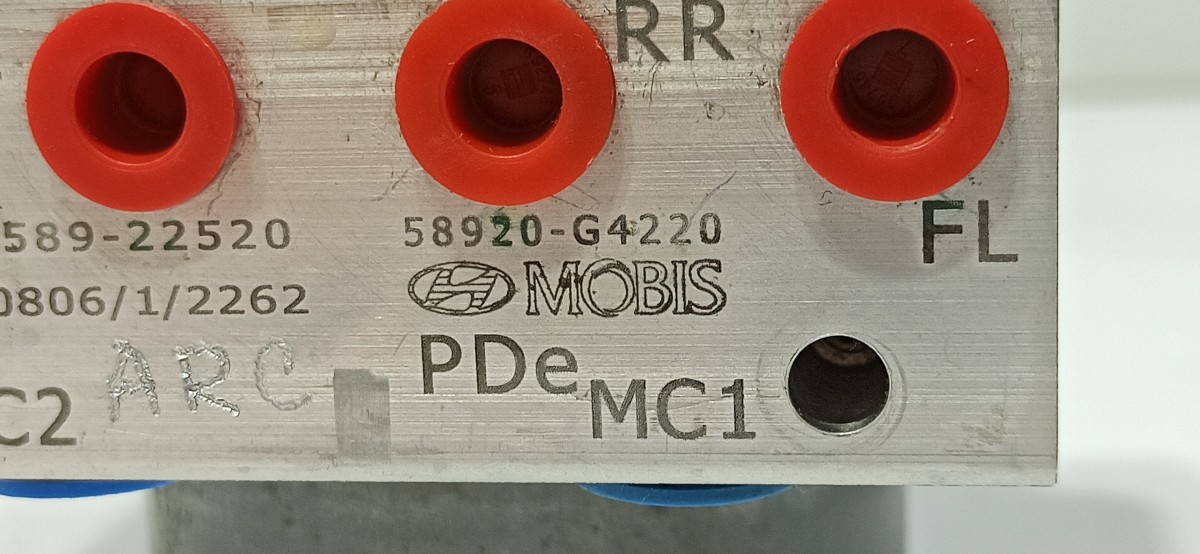 RR
FL
589-22520
58920-G4220
0806/1/2262
MOBIS
ARC
PDe
C2
MC1